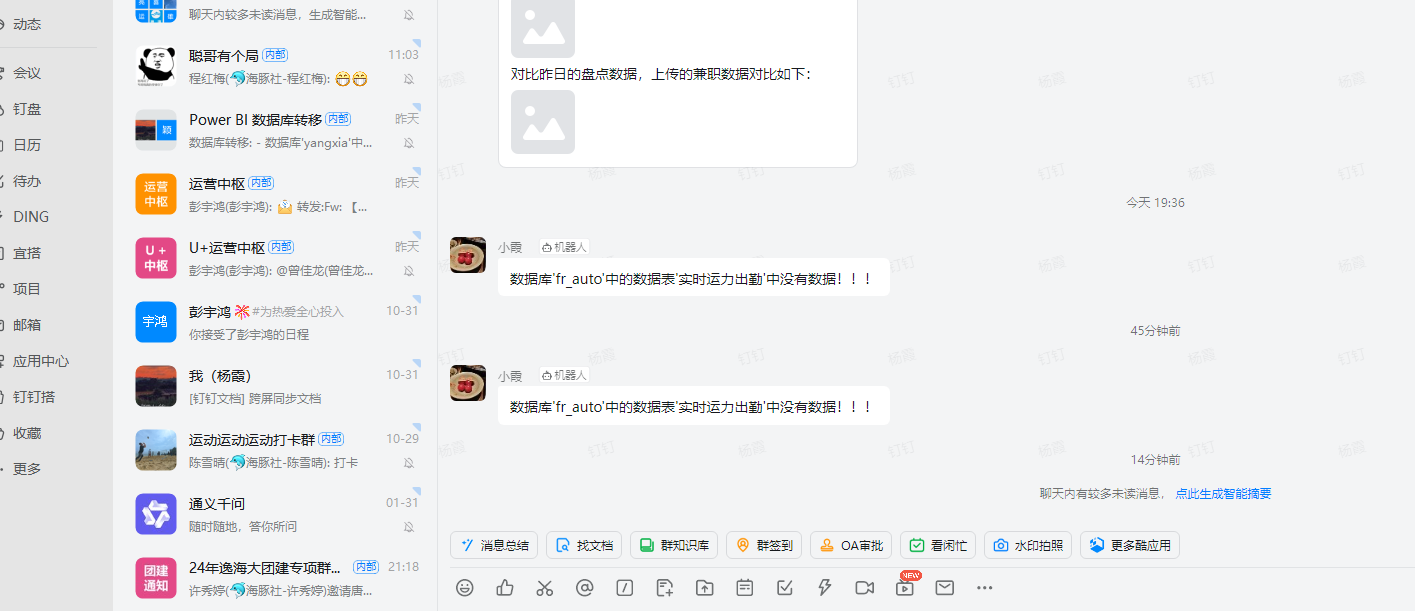 动态
会议
钉盘
日历
待办
DING
宜搭
项目
邮箱
应用中心
钉钉搭
收藏
更多
聊天内有较多未读消息，生成智能...
聪哥有个局 内部 11:03
程红梅(🐬海豚社-程红梅): 😁😁
Power BI 数据库转移 内部 昨天
颖
数据库转移: - 数据库'yangxia'中...
运营中枢
运营中枢 内部 昨天
彭宇鸿(彭宇鸿): 📩 转发:Fw: 【...
U+中枢
U+运营中枢 内部 昨天
彭宇鸿(彭宇鸿): @曾佳龙(曾佳龙...
宇鸿
彭宇鸿 #为热爱全心投入 10-31
你接受了彭宇鸿的日程
我（杨霞） 10-31
[钉钉文档] 跨屏同步文档
运动运动运动打卡群 内部 10-29
陈雪晴(🐬海豚社-陈雪晴): 打卡
通义千问 01-31
随时随地，答你所问
团建通知
24年逸海大团建专项群... 内部 21:18
许秀婷(🐬海豚社-许秀婷)邀请唐...
对比昨日的盘点数据，上传的兼职数据对比如下：
今天 19:36
小霞 机器人
数据库'fr_auto'中的数据表'实时运力出勤'中没有数据！！！
45分钟前
小霞 机器人
数据库'fr_auto'中的数据表'实时运力出勤'中没有数据！！！
14分钟前
聊天内有较多未读消息， 点此生成智能摘要
消息总结 找文档 群知识库 群签到 OA审批 看闲忙 水印拍照 更多酷应用
NEW
杨霞 钉钉